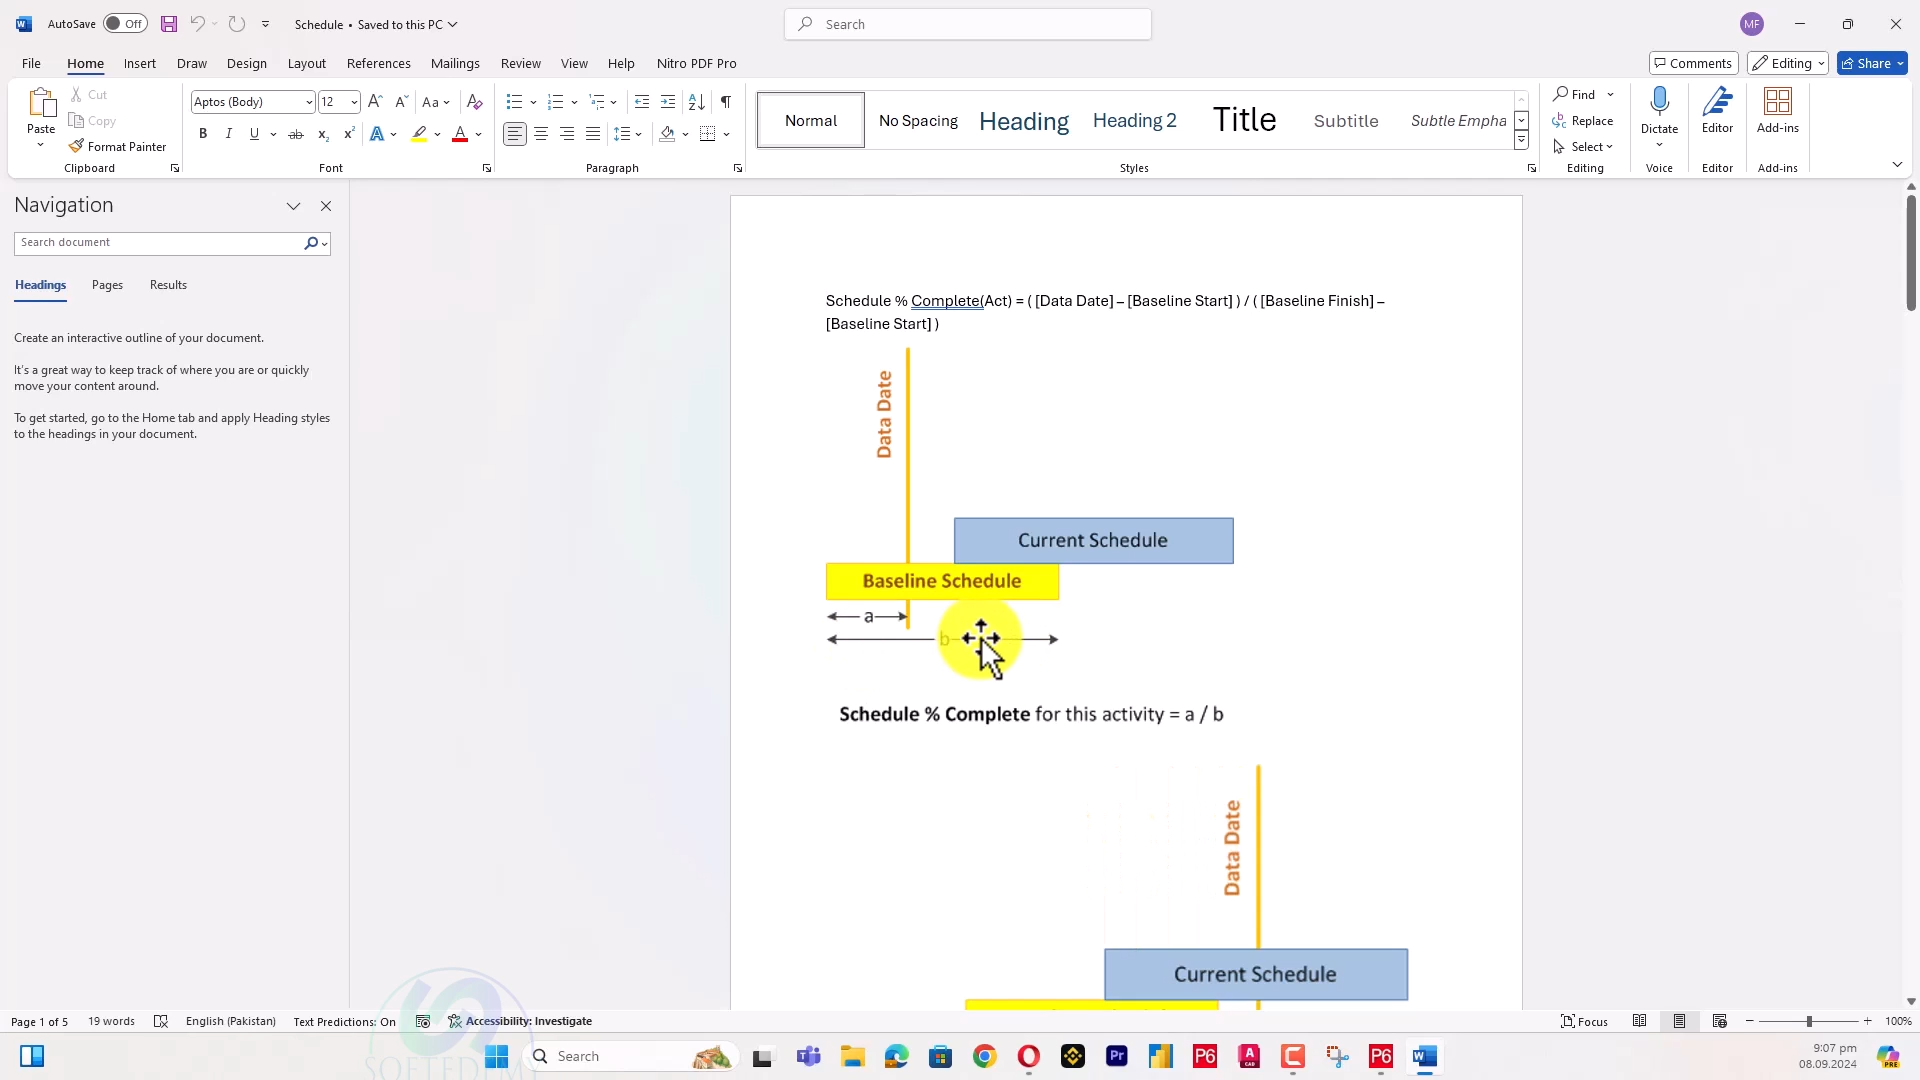 AutoSave
Off
Schedule • Saved to this PC
Search
MF
File
Home
Insert
Draw
Design
Layout
References
Mailings
Review
View
Help
Nitro PDF Pro
Comments
Editing
Share
Paste
Cut
Copy
Format Painter
Clipboard
Aptos (Body)
12
Font
Paragraph
Normal
No Spacing
Heading
Heading 2
Title
Subtitle
Subtle Empha
Styles
Find
Replace
Select
Editing
Dictate
Voice
Editor
Editor
Add-ins
Add-ins
Navigation
Search document
Headings
Pages
Results
Create an interactive outline of your document.
It's a great way to keep track of where you are or quickly
move your content around.
To get started, go to the Home tab and apply Heading styles
to the headings in your document.
Schedule % Complete(Act) = ( [Data Date] – [Baseline Start] ) / ( [Baseline Finish] –
[Baseline Start] )
Data Date
Current Schedule
Baseline Schedule
a
b
Schedule % Complete for this activity = a / b
Data Date
Current Schedule
Page 1 of 5
19 words
English (Pakistan)
Text Predictions: On
Accessibility: Investigate
Focus
100%
SOFTEDEMY
Search
9:07 pm
08.09.2024